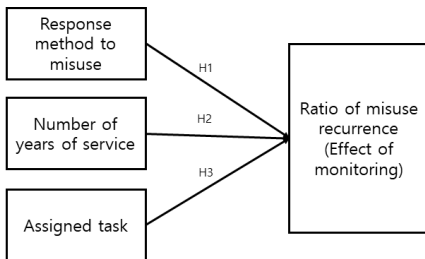 Response
method to
misuse
H1
Number of
years of service
H2
Ratio of misuse
recurrence
(Effect of
monitoring)
H3
Assigned task